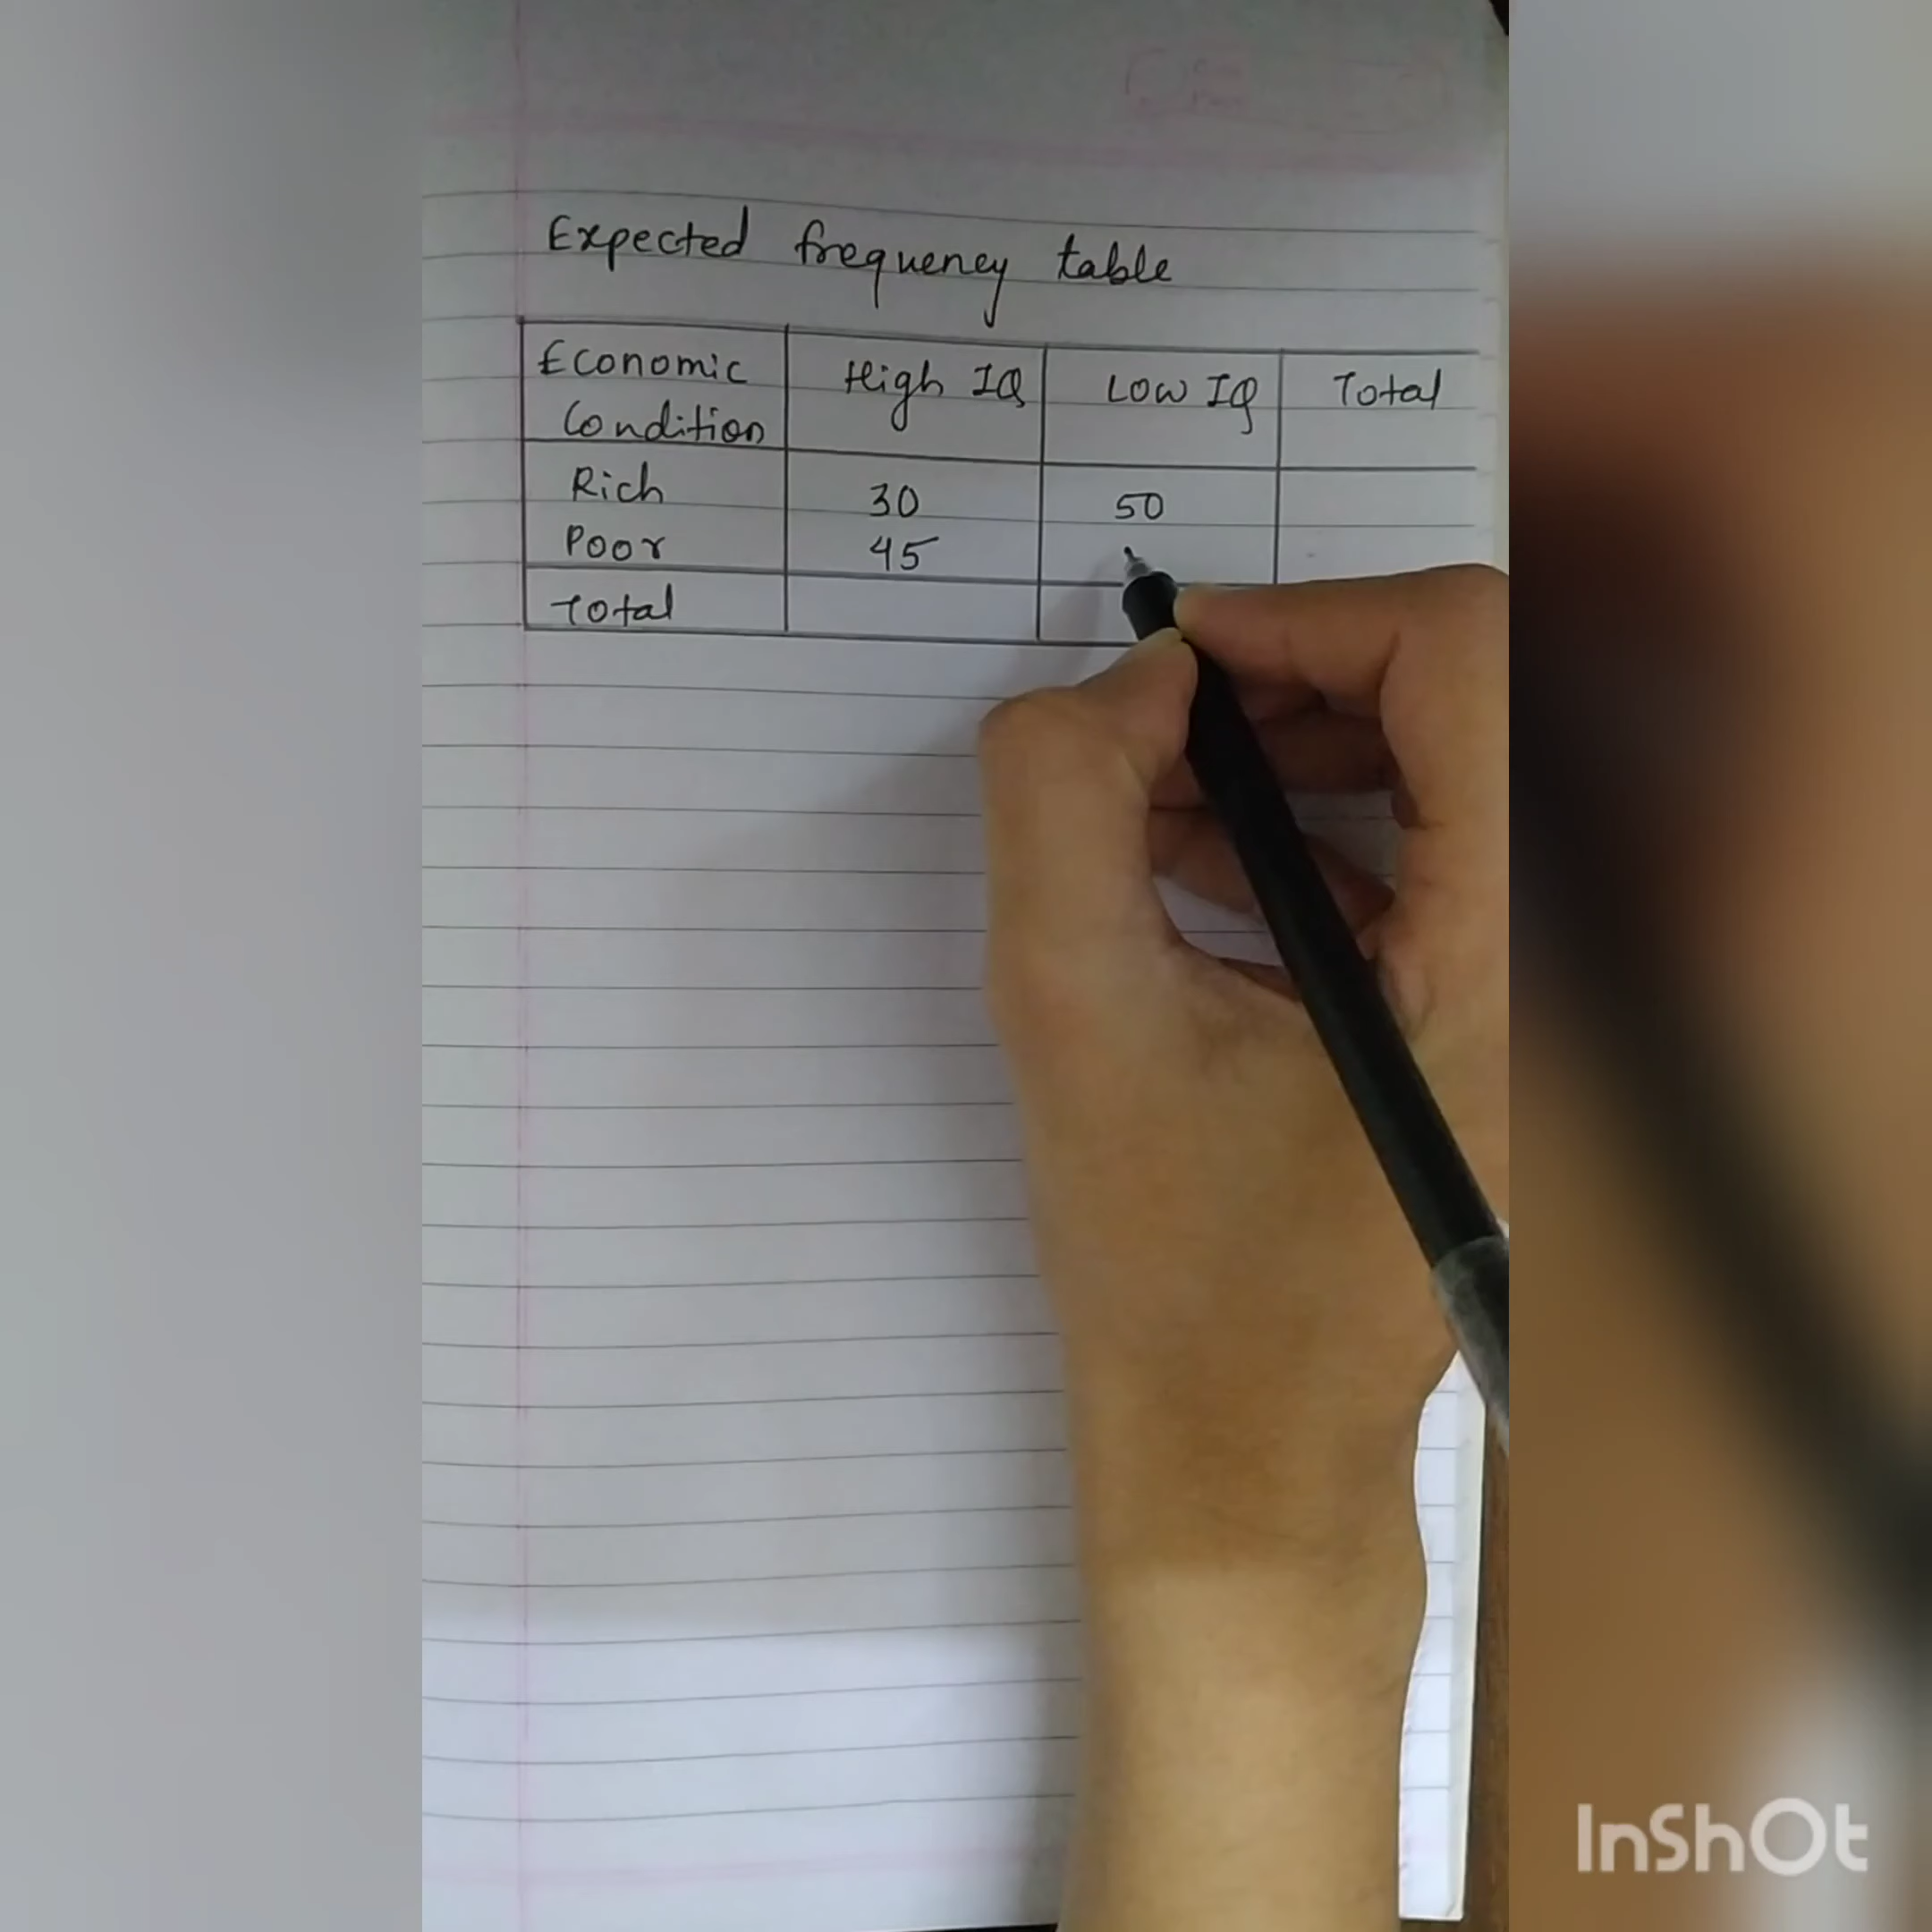 Expected frequency table
Economic Condition High IQ Low IQ Total
Rich 30 50
Poor 45
Total
InShOt